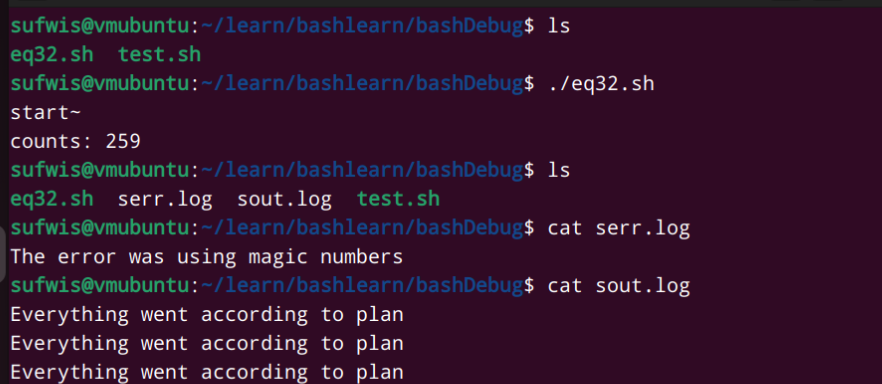 sufwis@vmubuntu:~/learn/bashlearn/bashDebug$ ls
eq32.sh  test.sh
sufwis@vmubuntu:~/learn/bashlearn/bashDebug$ ./eq32.sh
start~
counts: 259
sufwis@vmubuntu:~/learn/bashlearn/bashDebug$ ls
eq32.sh  serr.log  sout.log  test.sh
sufwis@vmubuntu:~/learn/bashlearn/bashDebug$ cat serr.log
The error was using magic numbers
sufwis@vmubuntu:~/learn/bashlearn/bashDebug$ cat sout.log
Everything went according to plan
Everything went according to plan
Everything went according to plan